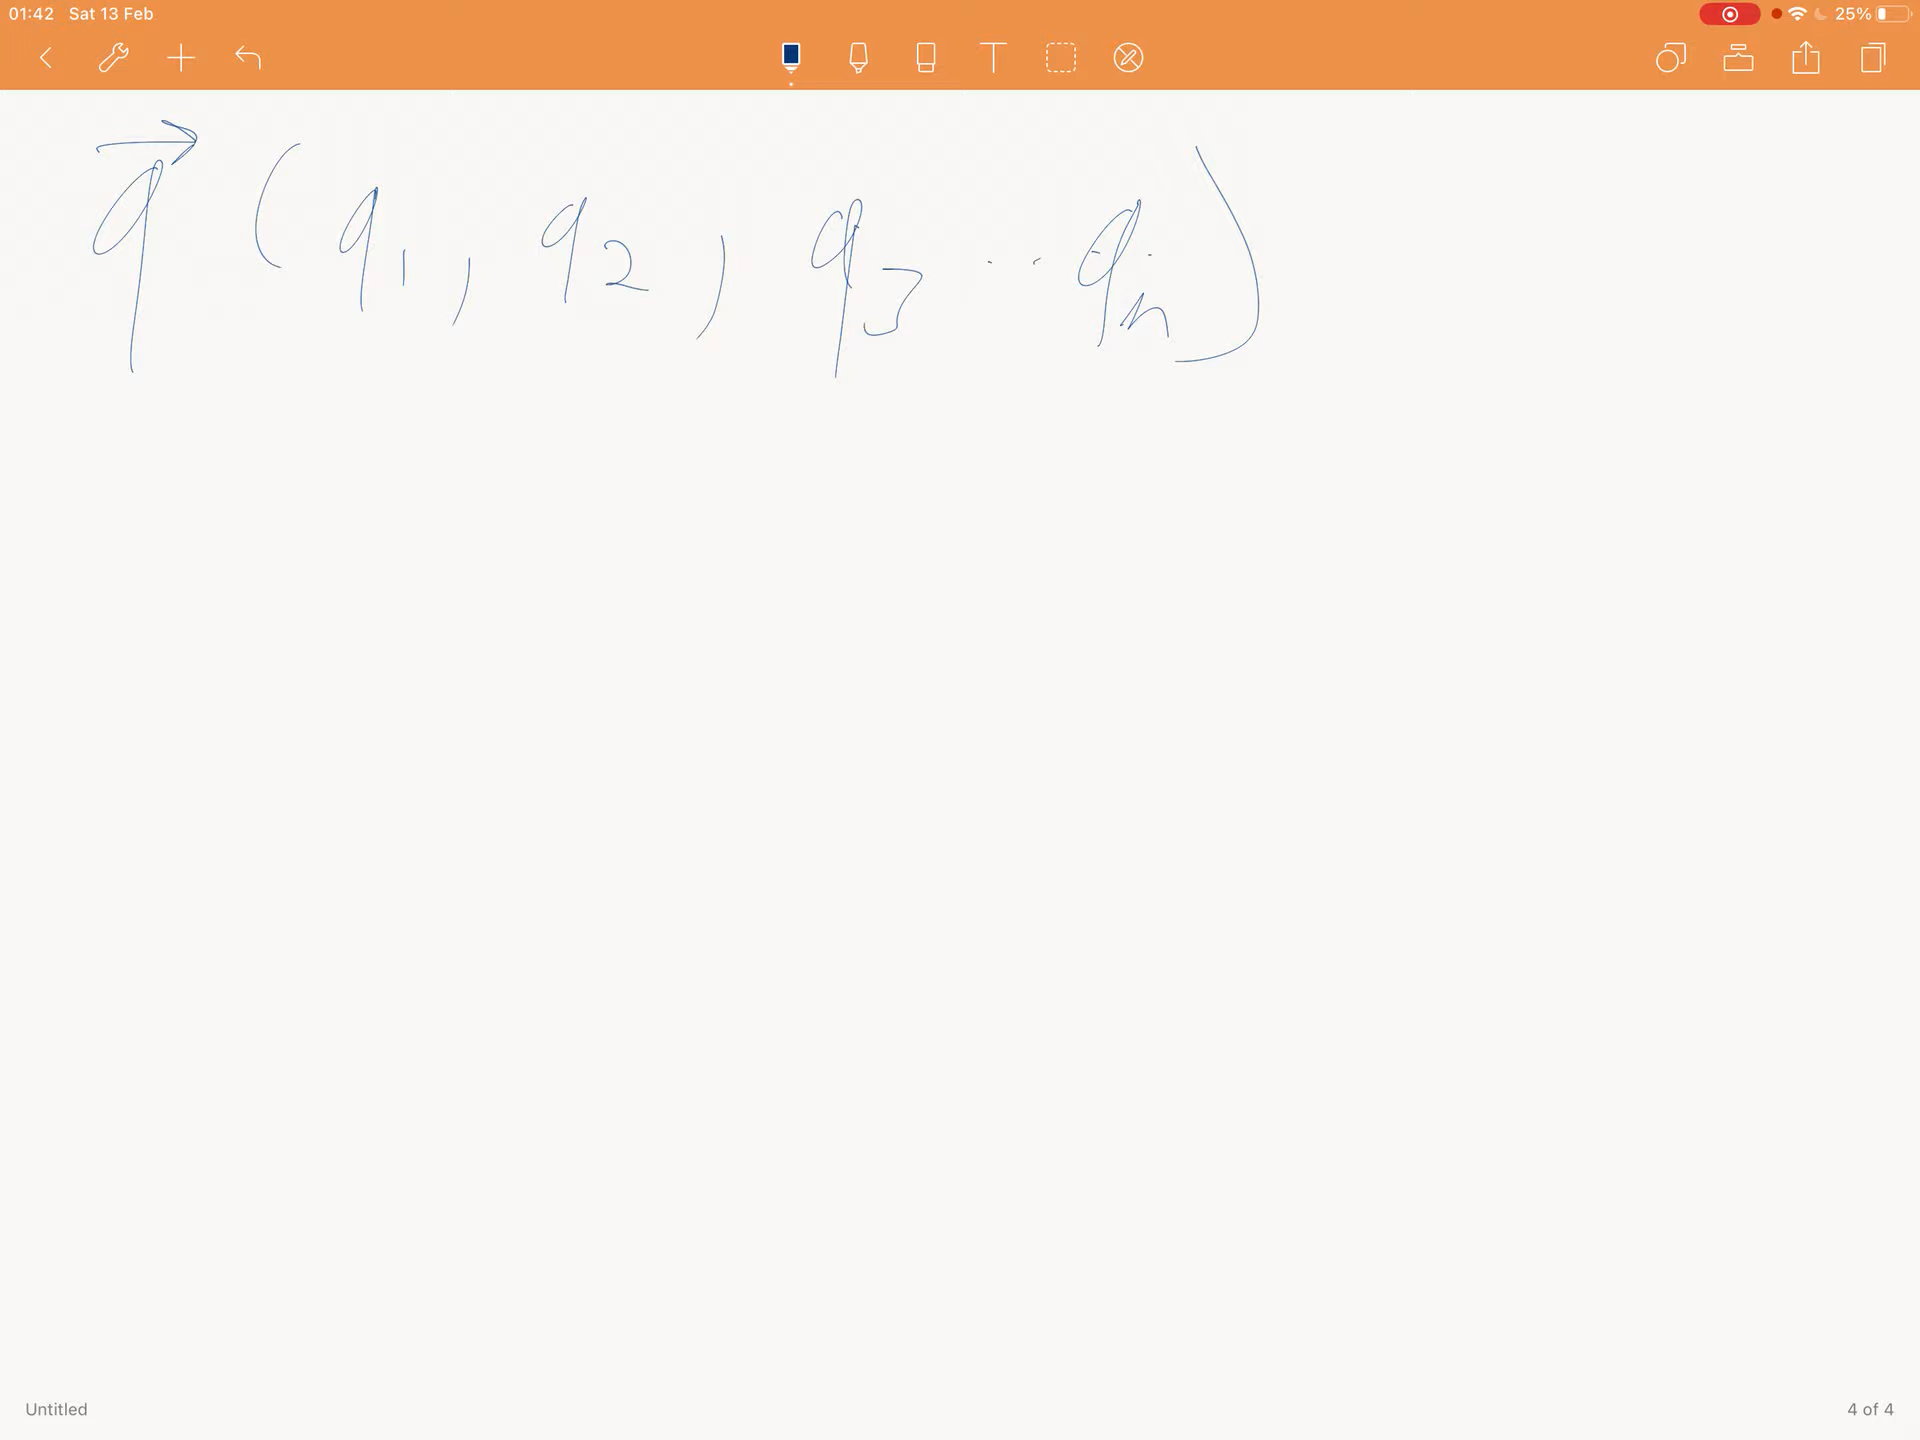 01:42 Sat 13 Feb 25%
T
q⃗ (q₁, q₂, q₃ ... qₙ)
Untitled 4 of 4